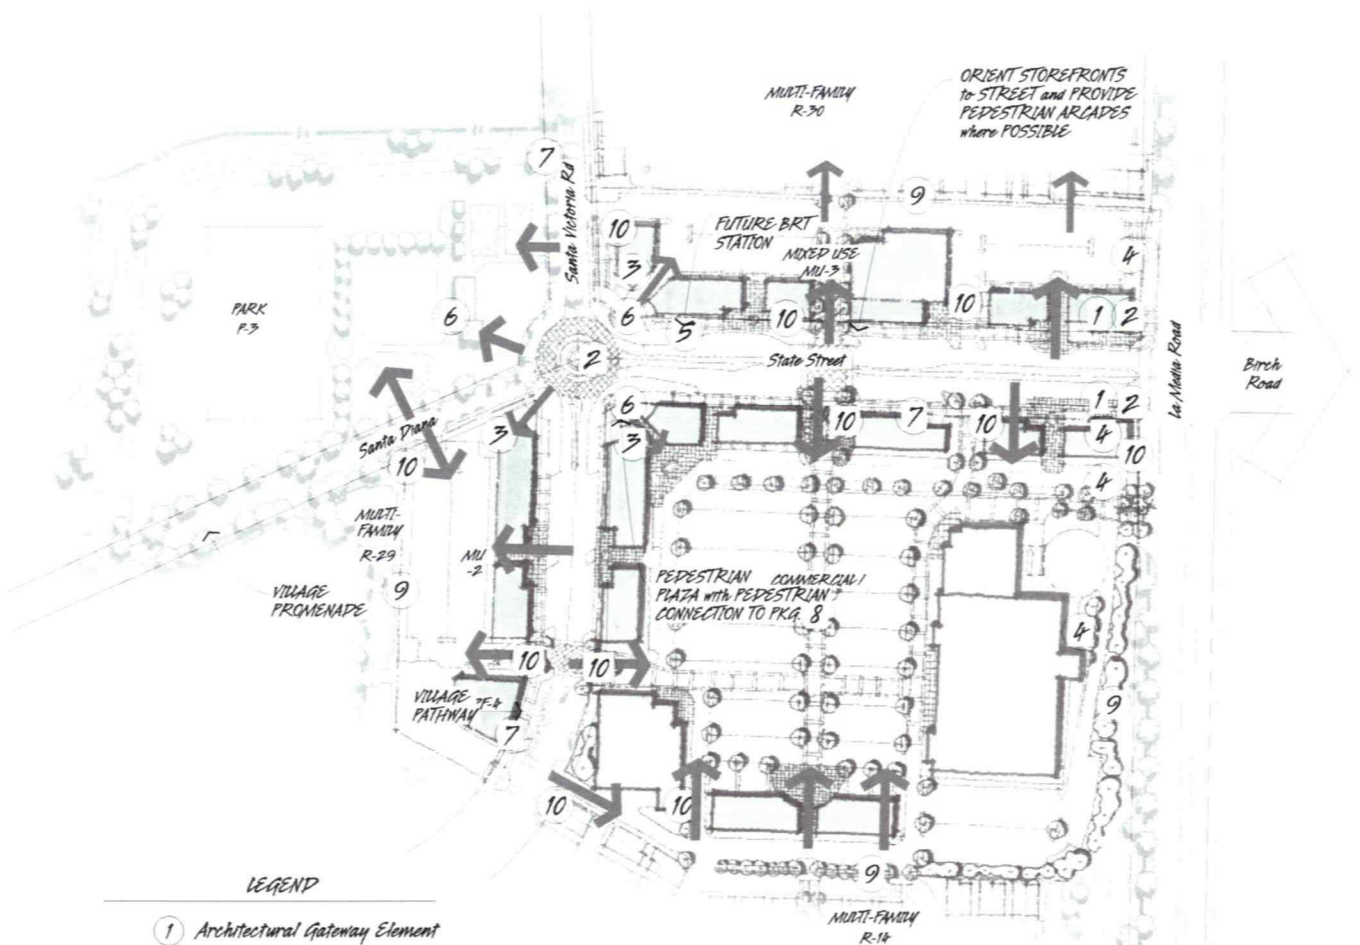 MULTI-FAMILY
R-30
ORIENT STOREFRONTS
to STREET and PROVIDE
PEDESTRIAN ARCADES
where POSSIBLE
7
Santa Victoria Rd
9
10
FUTURE BRT
STATION
MIXED USE
MU-3
4
3
PARK
P-3
6
6
5
10
10
1
2
2
State Street
La Media Road
Birch
Road
Santa Diana
3
6
3
10
7
10
1
2
4
10
10
4
MULTI-
FAMILY
R-29
MU
-2
VILLAGE
PROMENADE
9
PEDESTRIAN
PLAZA with PEDESTRIAN
CONNECTION TO PKG. 8
COMMERCIAL /
4
10
10
VILLAGE
PATHWAY
7
9
10
10
9
MULTI-FAMILY
R-14
LEGEND
1 Architectural Gateway Element